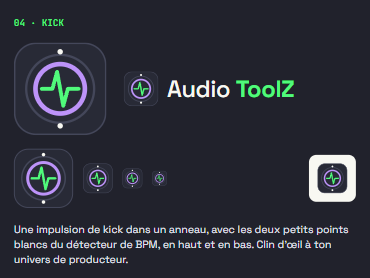 04 · KICK
Audio ToolZ
Une impulsion de kick dans un anneau, avec les deux petits points
blancs du détecteur de BPM, en haut et en bas. Clin d'œil à ton
univers de producteur.